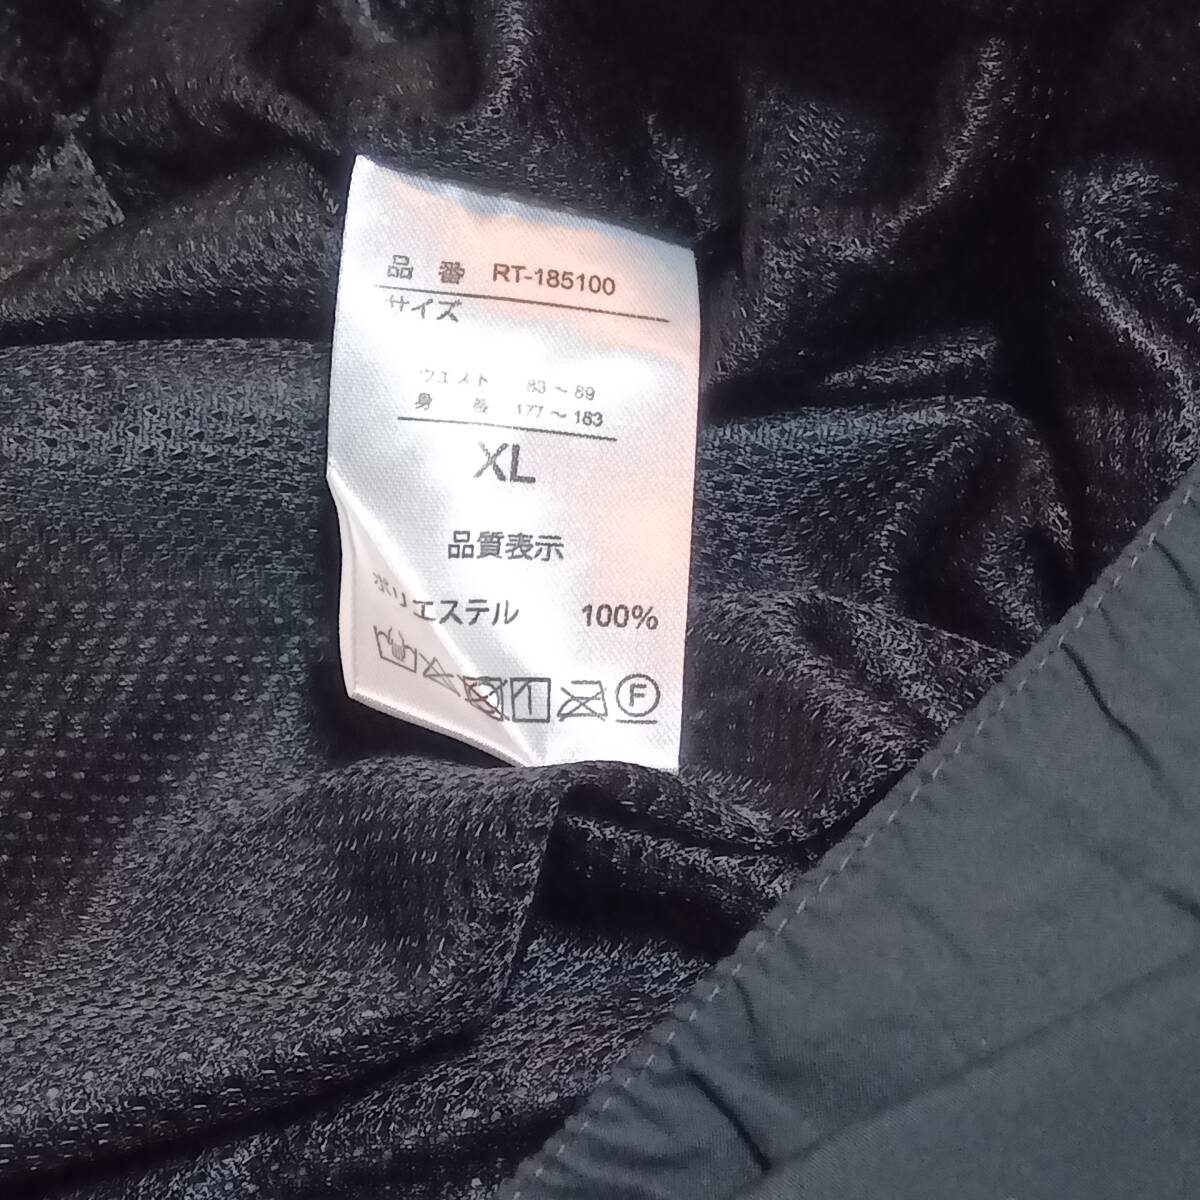 品 番 RT-185100
サイズ
ウエスト 83～89
身 長 177～183
XL
品質表示
ポリエステル 100%
F